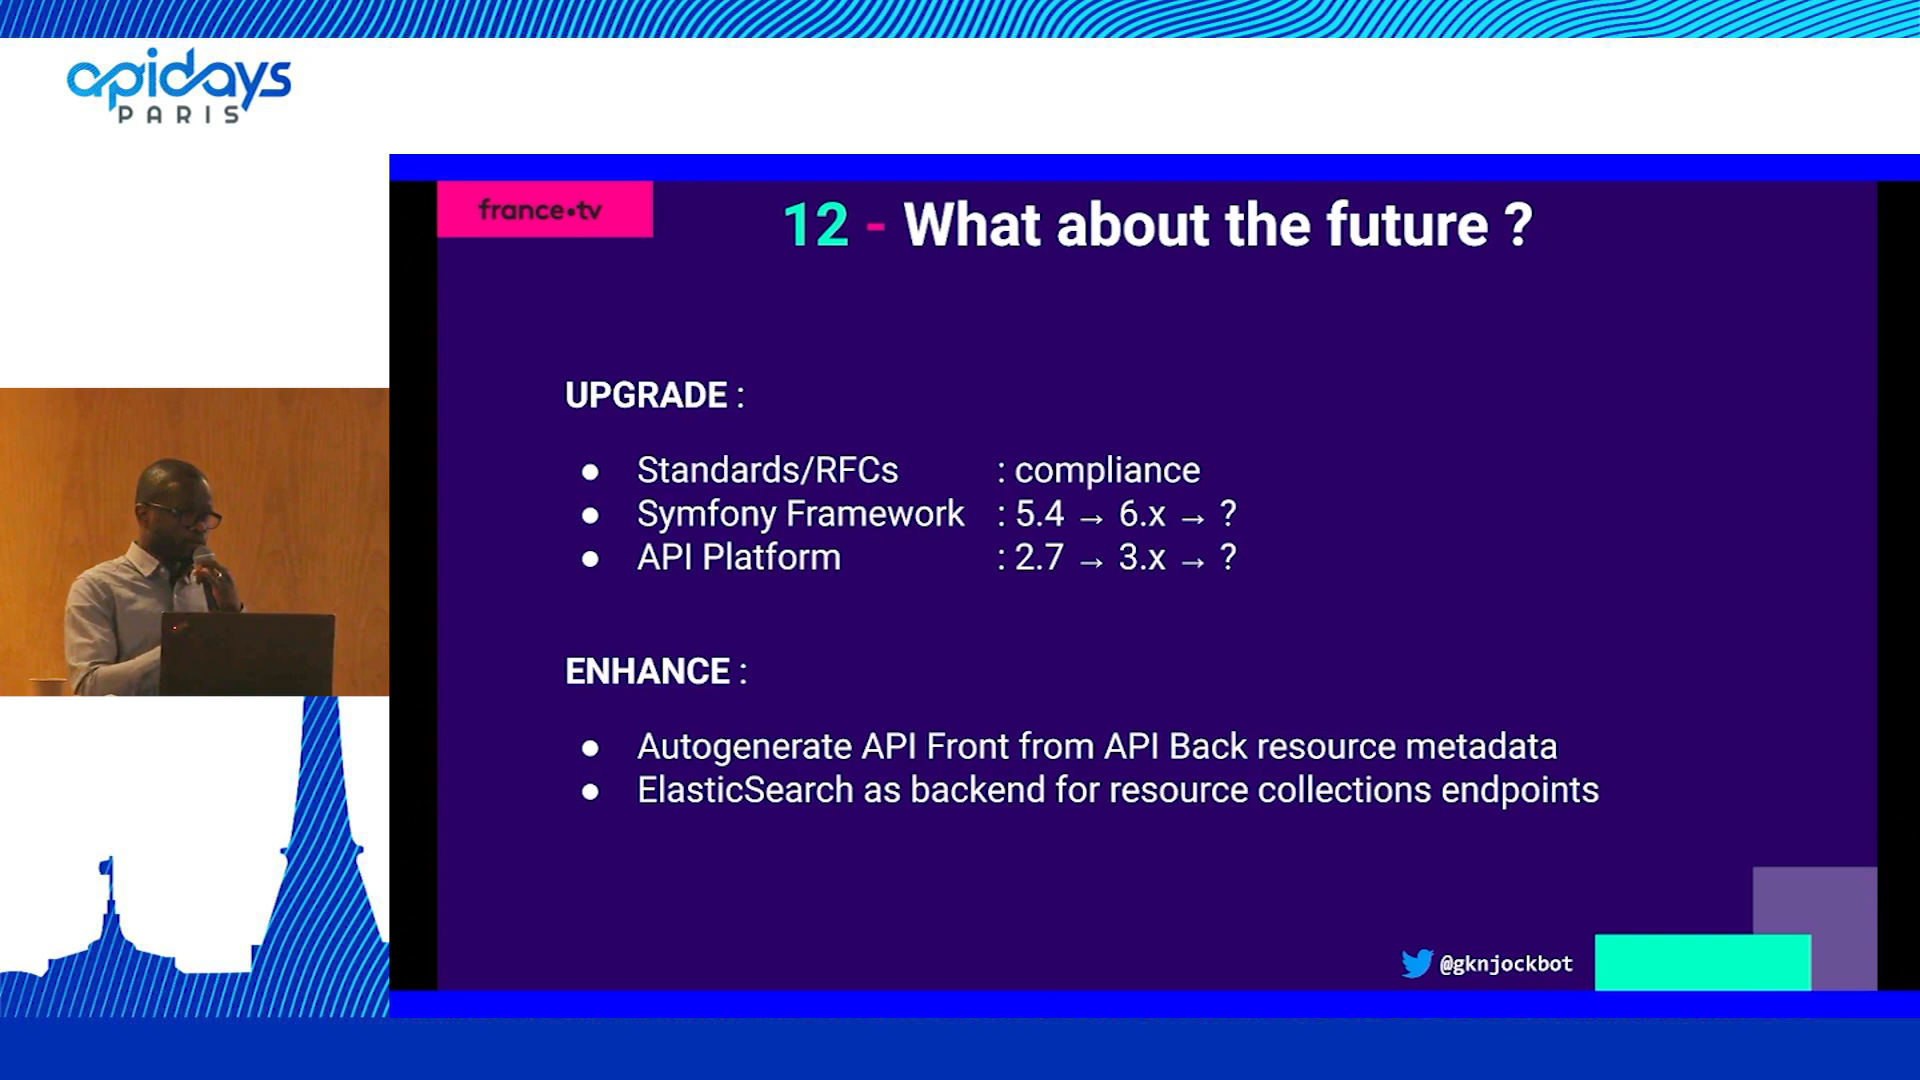 apidays
PARIS
france•tv
12 - What about the future ?
UPGRADE :
● Standards/RFCs : compliance
● Symfony Framework : 5.4 → 6.x → ?
● API Platform : 2.7 → 3.x → ?
ENHANCE :
● Autogenerate API Front from API Back resource metadata
● ElasticSearch as backend for resource collections endpoints
@gknjockbot